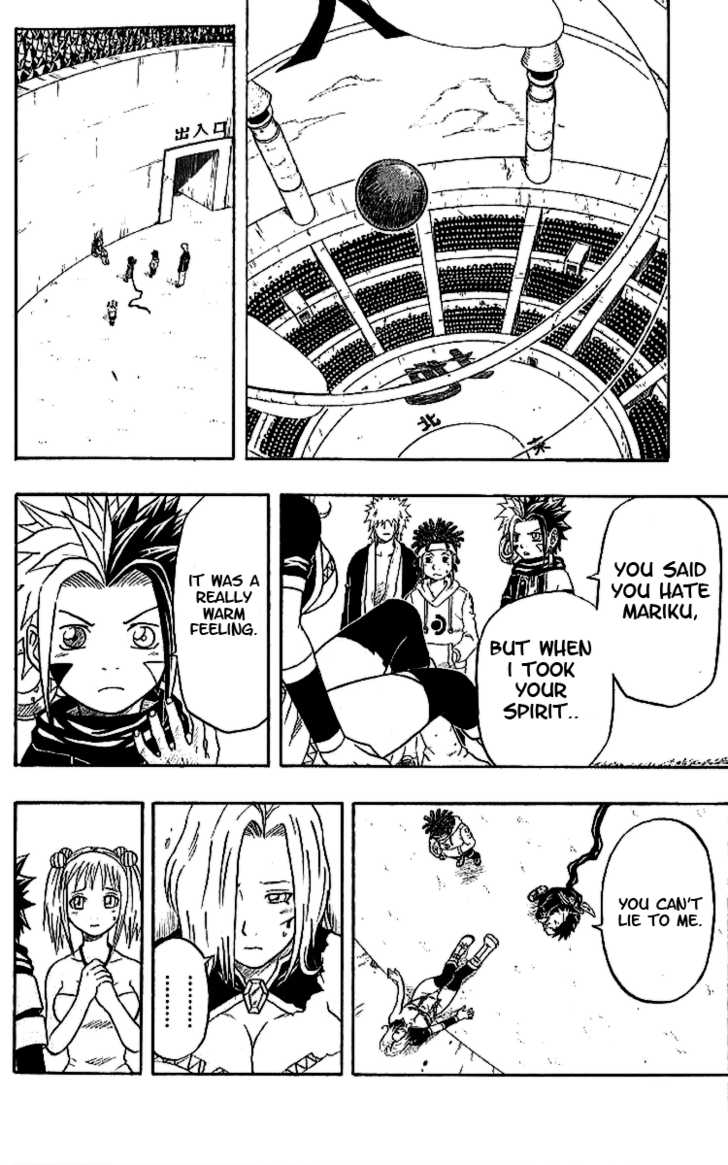 出入口
北
YOU SAID
YOU HATE
MARIKU,
BUT WHEN
I TOOK
YOUR
SPIRIT..
IT WAS A
REALLY
WARM
FEELING.
YOU CAN'T
LIE TO ME.
………